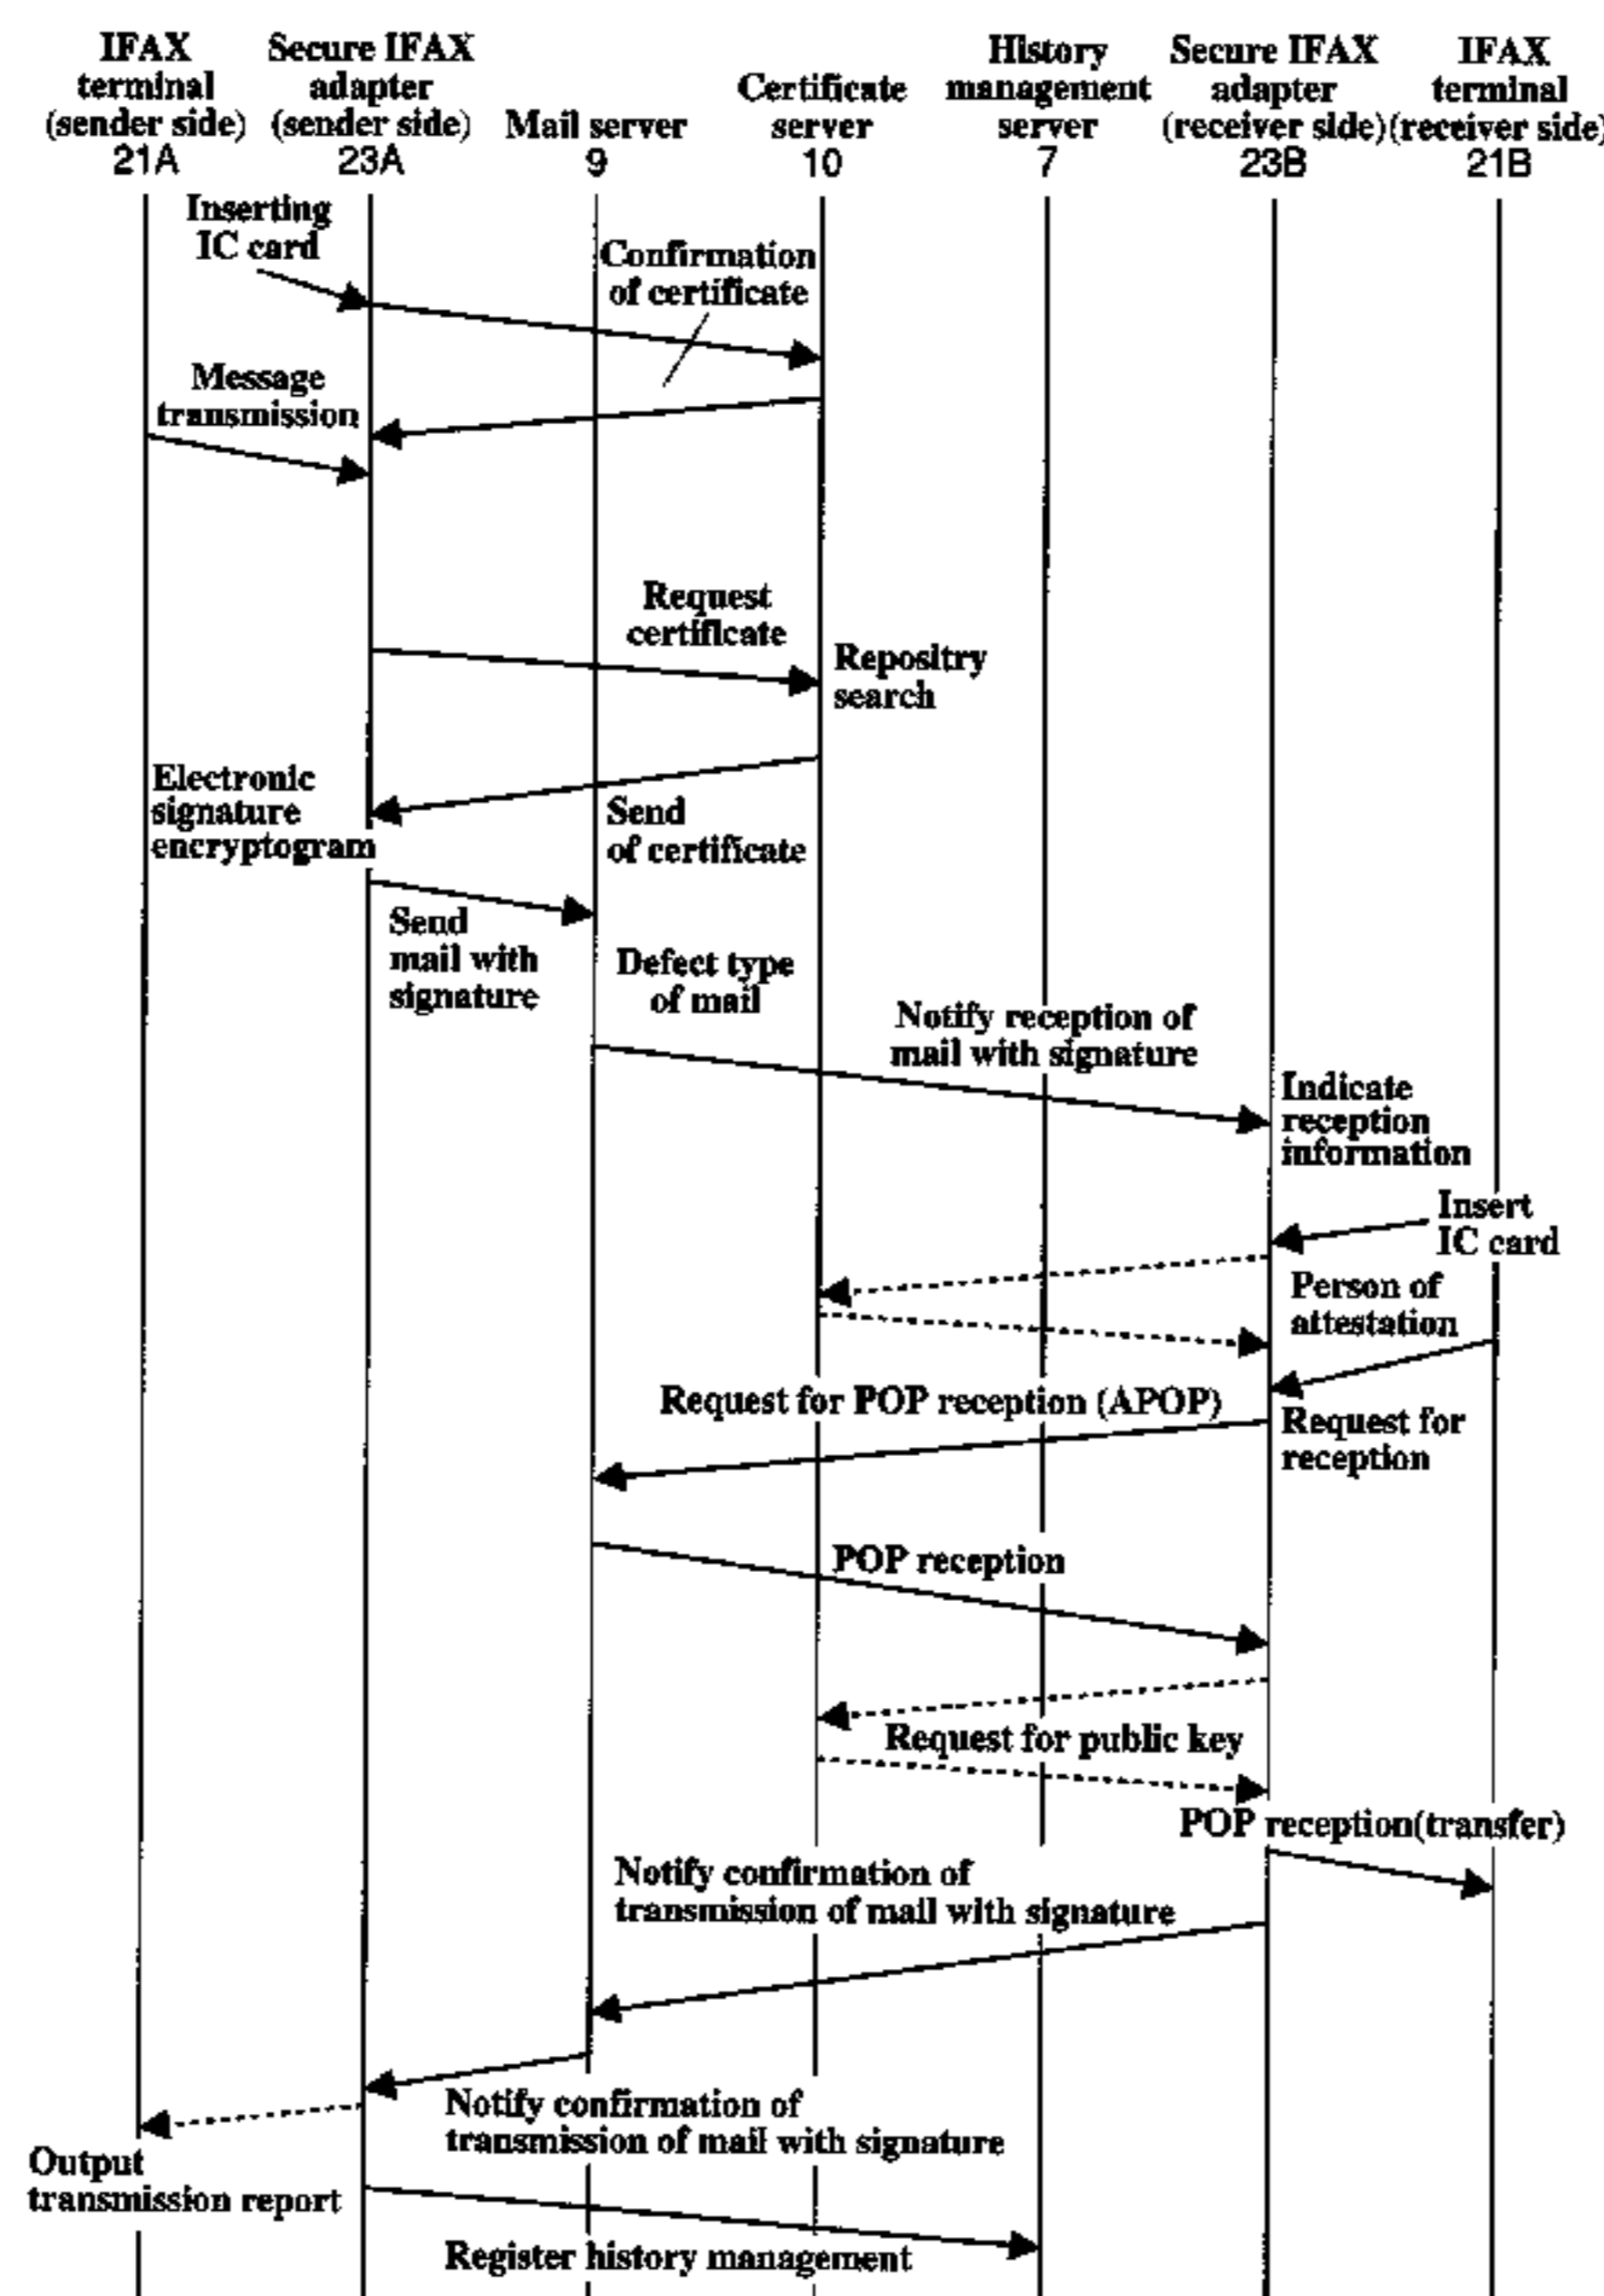 IFAX
terminal
(sender side)
21A
Secure IFAX
adapter
(sender side)
23A
Mail server
9
Certificate
server
10
History
management
server
7
Secure IFAX
adapter
(receiver side)
23B
IFAX
terminal
(receiver side)
21B
Inserting
IC card
Confirmation
of certificate
Message
transmission
Request
certificate
Repositry
search
Electronic
signature
encryptogram
Send
of certificate
Send
mail with
signature
Defect type
of mail
Notify reception of
mail with signature
Indicate
reception
information
Insert
IC card
Person of
attestation
Request for POP reception (APOP)
Request for
reception
POP reception
Request for public key
POP reception(transfer)
Notify confirmation of
transmission of mail with signature
Notify confirmation of
transmission of mail with signature
Output
transmission report
Register history management